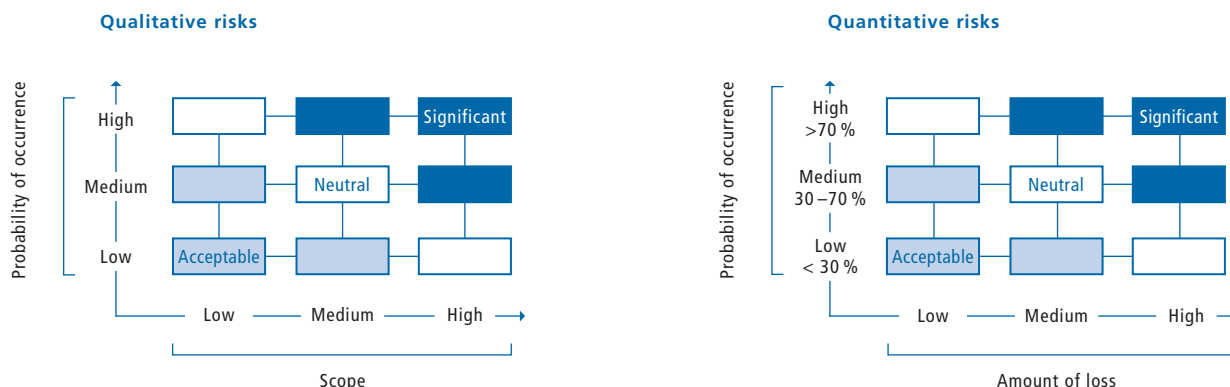 Qualitative risks
Probability of occurrence
High
Significant
Medium
Neutral
Low
Acceptable
Low
Medium
High
Scope
Quantitative risks
Probability of occurrence
High
>70 %
Significant
Medium
30 –70 %
Neutral
Low
< 30 %
Acceptable
Low
Medium
High
Amount of loss